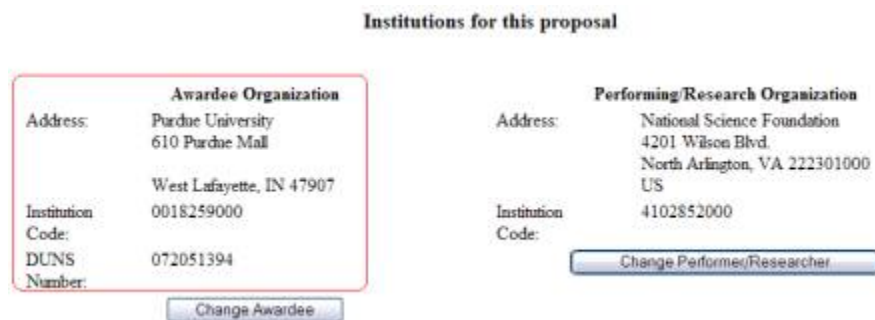 Institutions for this proposal
Awardee Organization
Address: Purdue University
610 Purdue Mall
West Lafayette, IN 47907
Institution Code: 0018259000
DUNS Number: 072051394
Change Awardee
Performing/Research Organization
Address: National Science Foundation
4201 Wilson Blvd.
North Arlington, VA 222301000
US
Institution Code: 4102852000
Change Performer/Researcher